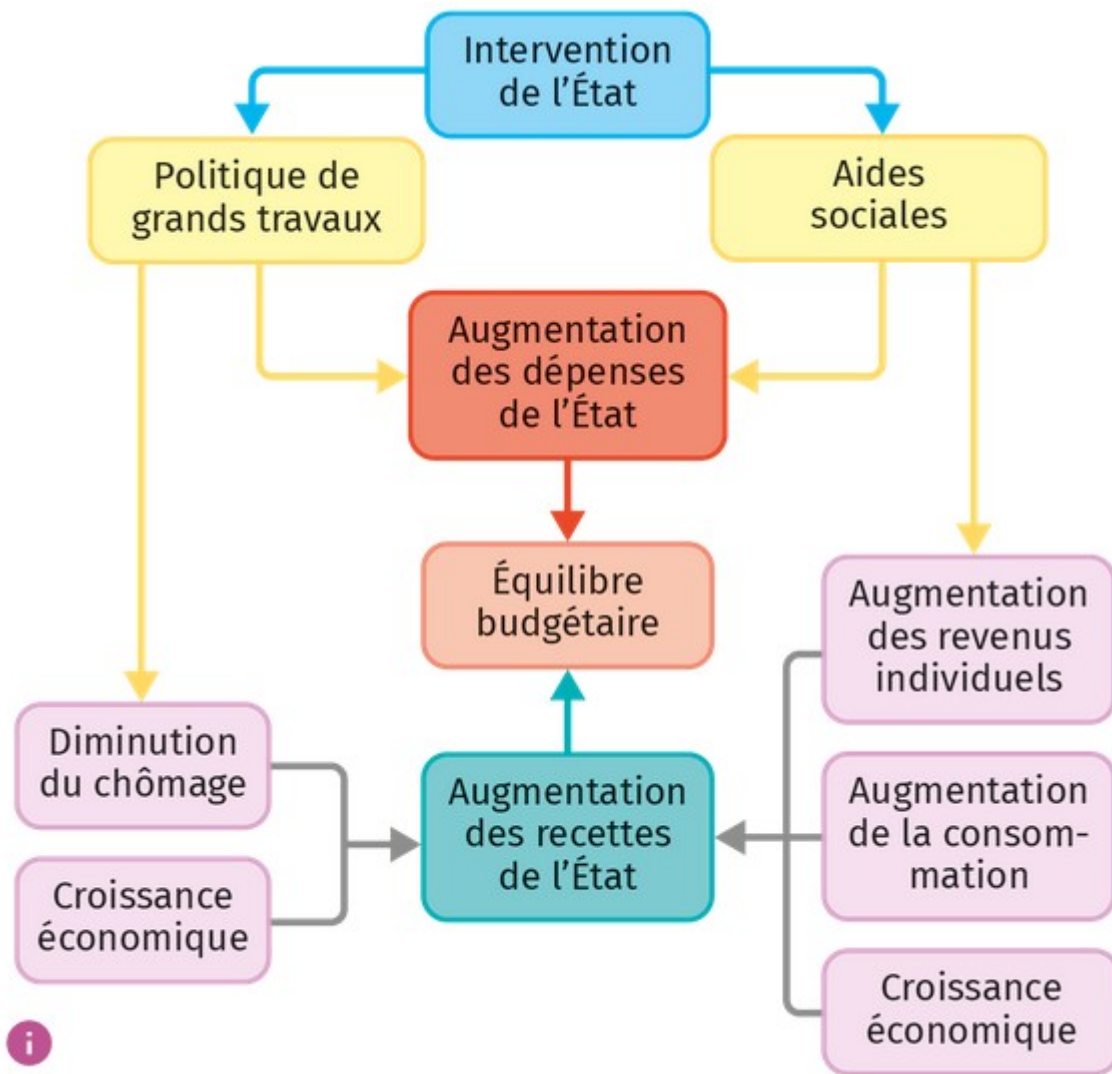 Intervention
de l’État
Politique de
grands travaux
Aides
sociales
Augmentation
des dépenses
de l’État
Équilibre
budgétaire
Augmentation
des revenus
individuels
Diminution
du chômage
Augmentation
des recettes
de l’État
Augmentation
de la consom-
mation
Croissance
économique
Croissance
économique
i